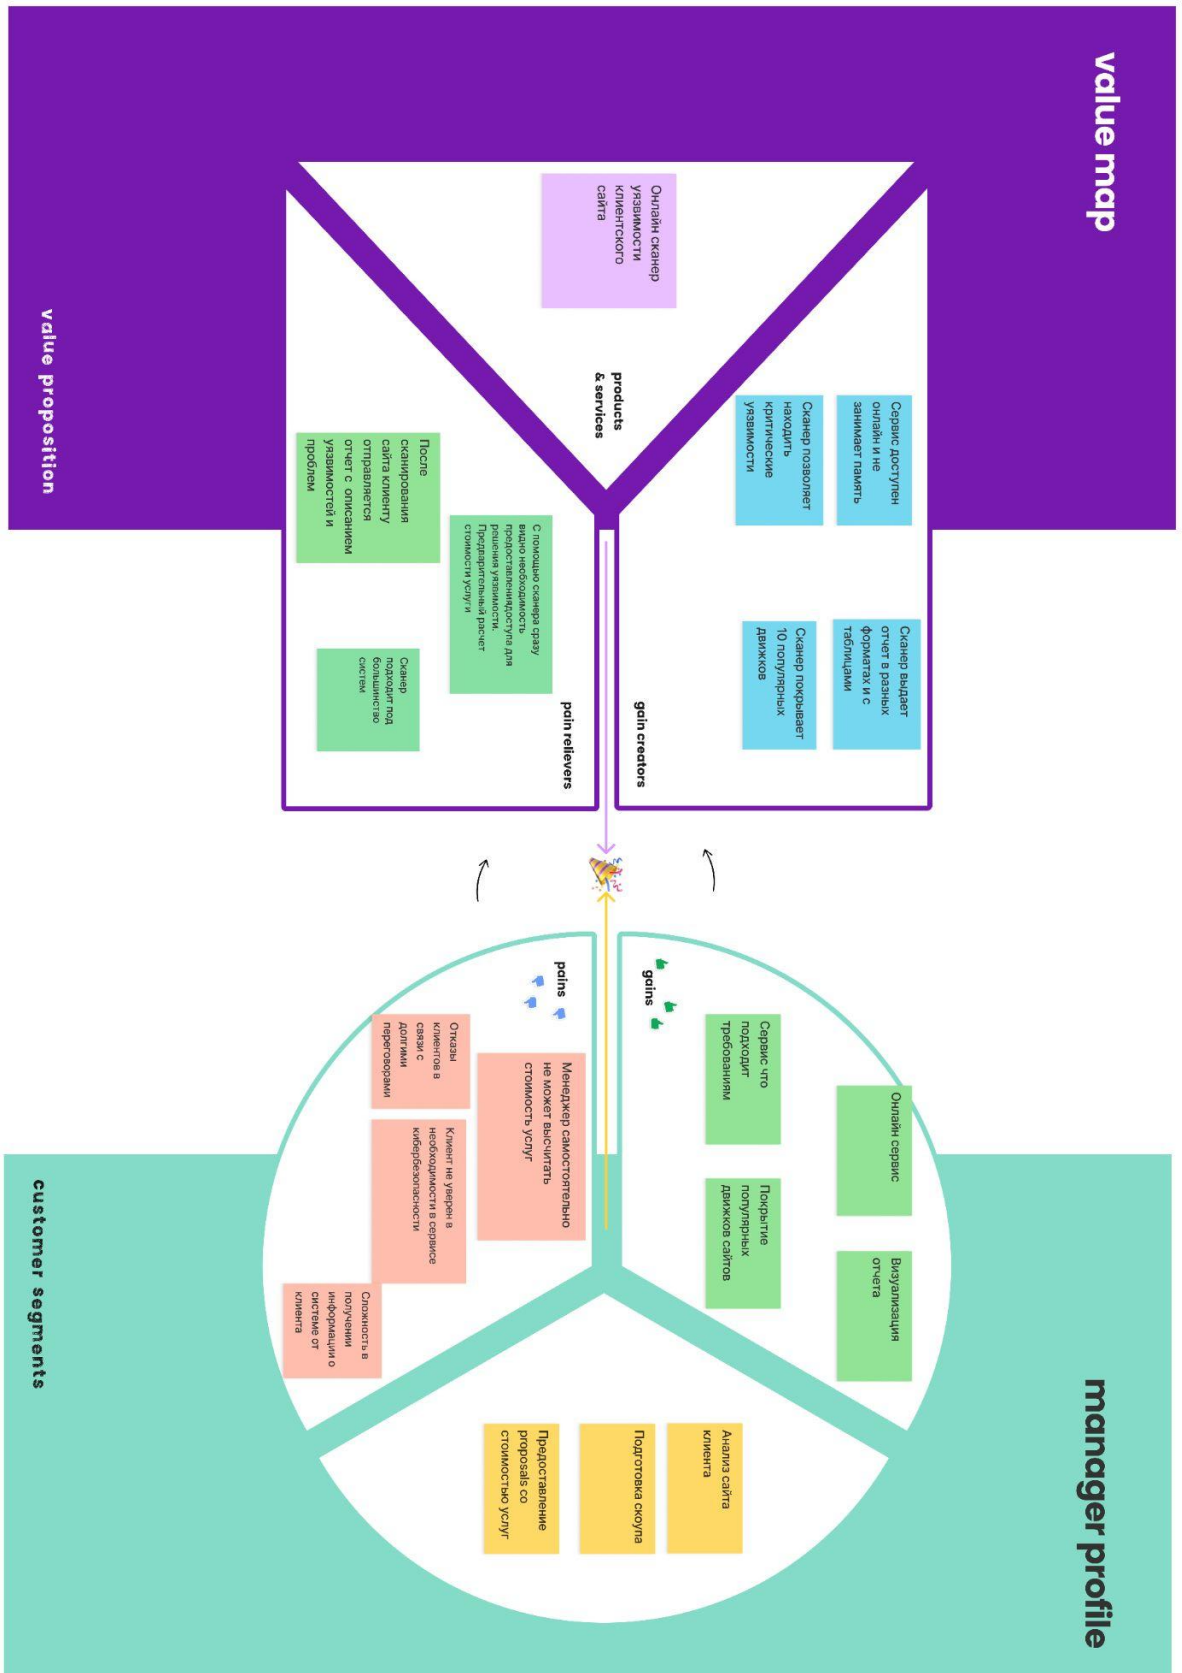 value map
manager profile
Онлайн сканер
уязвимости
клиентского
сайта
products
& services
Сервис доступен
онлайн и не
занимает память
Сканер позволяет
находить
критические
уязвимости
Сканер выдает
отчет в разных
форматах и с
таблицами
Сканер покрывает
10 популярных
движков
gain creators
pain relievers
С помощью сканера сразу
видно необходимость
предоставлениядоступа для
решения уязвимости.
Предварительный расчет
стоимости услуги
После
сканирования
сайта клиенту
отправляется
отчет с описанием
уязвимостей и
проблем
Сканер
подходит под
большинство
систем
gains
Онлайн сервис
Визуализация
отчета
Сервис что
подходит
требованиям
Покрытие
популярных
движков сайтов
pains
Менеджер самостоятельно
не может высчитать
стоимость услуг
Отказы
клиентов в
связи с
долгими
переговорами
Клиент не уверен в
необходимости в сервисе
кибербезопасности
Сложность в
получении
информации о
системе от
клиента
Анализ сайта
клиента
Подготовка скоупа
Предоставление
proposals со
стоимостью услуг
value proposition
customer segments